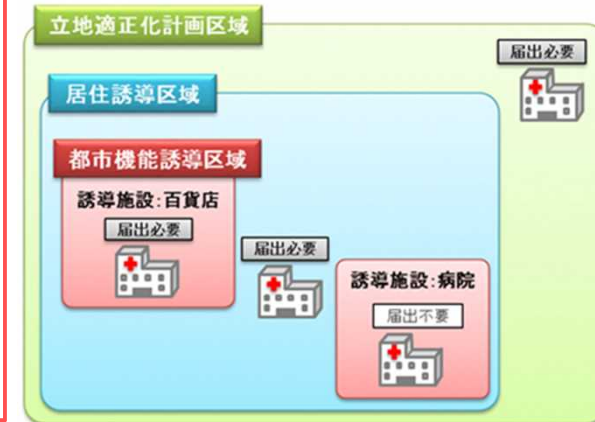 立地適正化計画区域
届出必要
居住誘導区域
都市機能誘導区域
誘導施設:百貨店
届出必要
届出必要
誘導施設:病院
届出不要